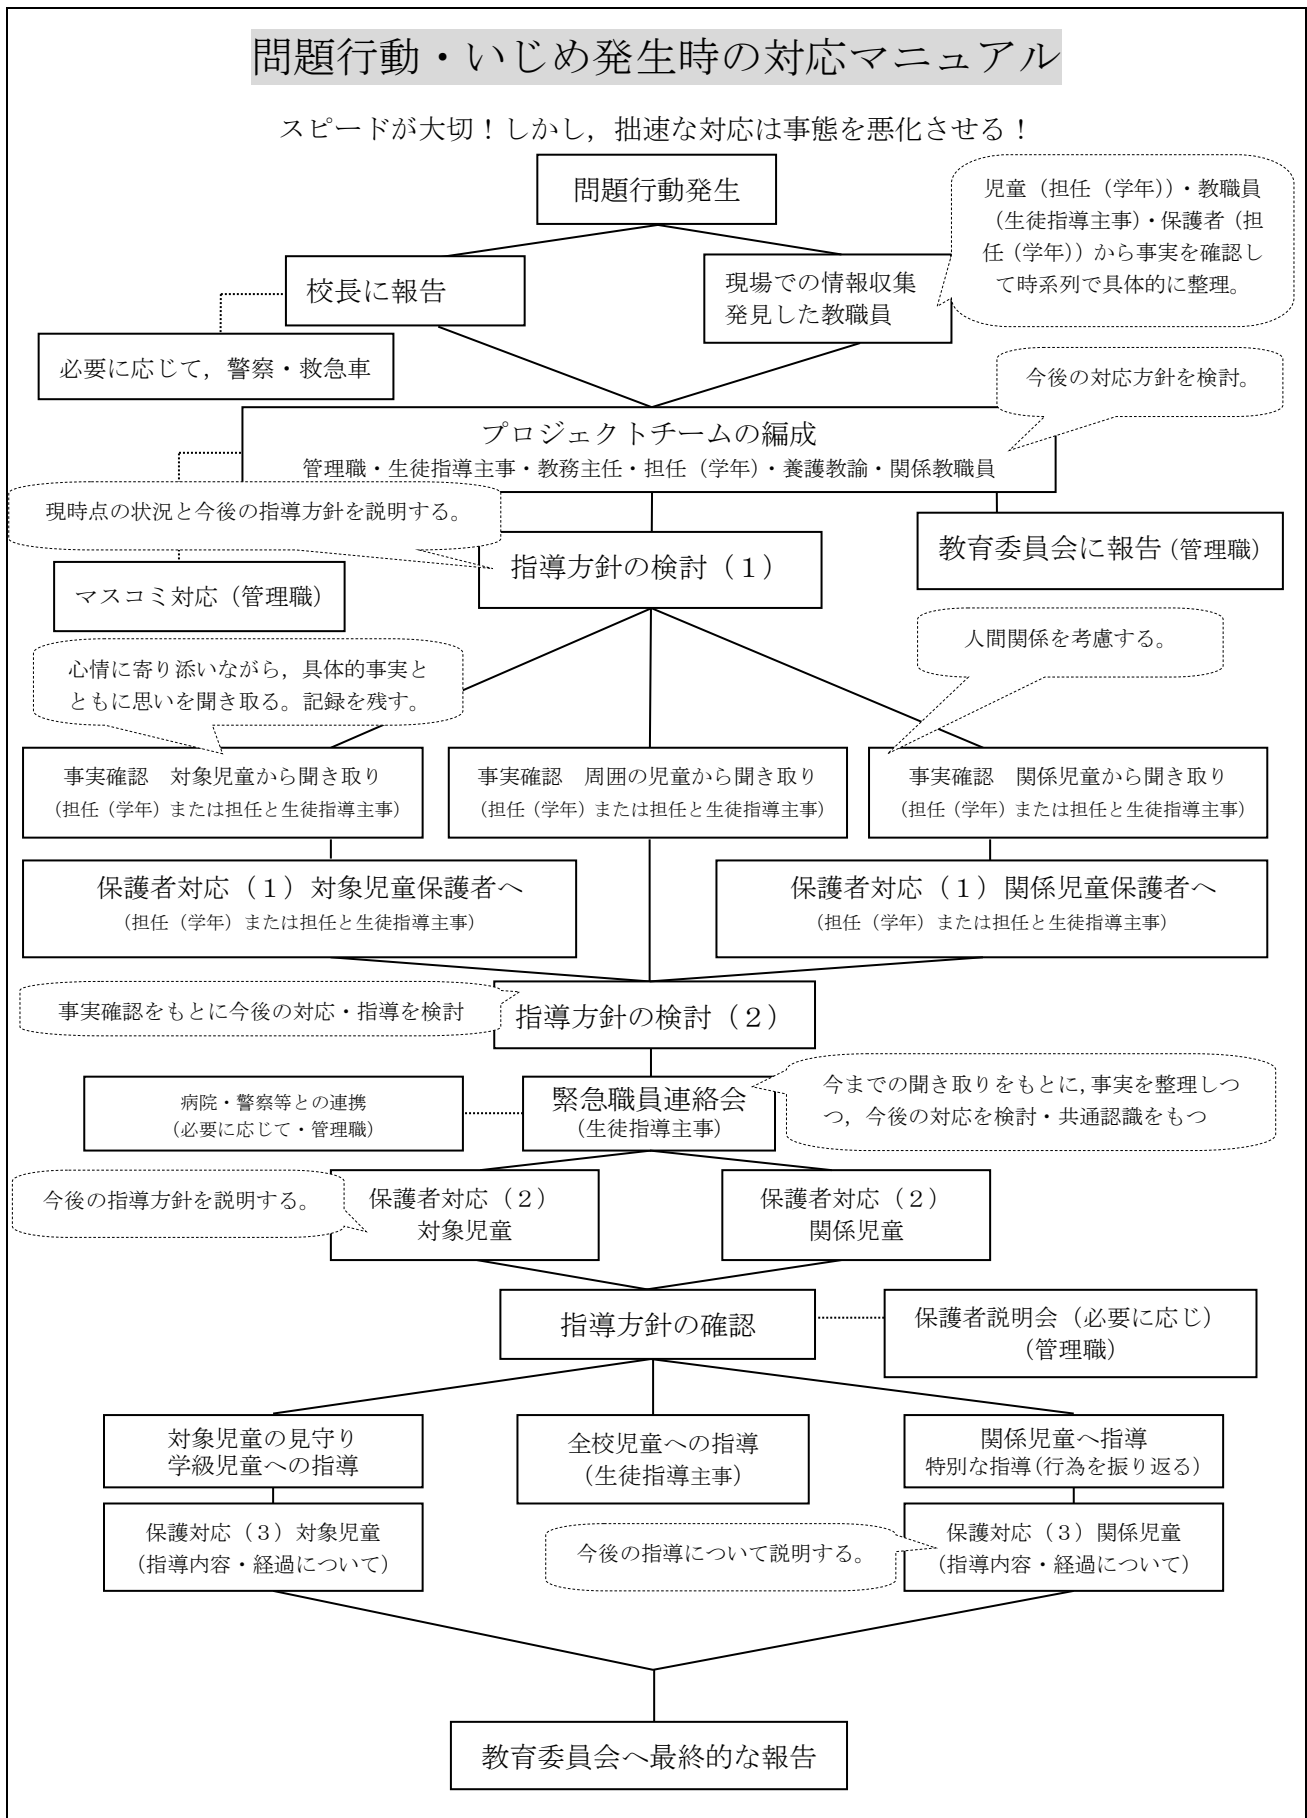 問題行動・いじめ発生時の対応マニュアル
スピードが大切！しかし，拙速な対応は事態を悪化させる！
問題行動発生
児童（担任（学年））・教職員
（生徒指導主事）・保護者（担
任（学年））から事実を確認し
て時系列で具体的に整理。
校長に報告
現場での情報収集
発見した教職員
必要に応じて，警察・救急車
今後の対応方針を検討。
プロジェクトチームの編成
管理職・生徒指導主事・教務主任・担任（学年）・養護教諭・関係教職員
現時点の状況と今後の指導方針を説明する。
教育委員会に報告（管理職）
指導方針の検討（１）
マスコミ対応（管理職）
人間関係を考慮する。
心情に寄り添いながら，具体的事実と
ともに思いを聞き取る。記録を残す。
事実確認　対象児童から聞き取り
（担任（学年）または担任と生徒指導主事）
事実確認　周囲の児童から聞き取り
（担任（学年）または担任と生徒指導主事）
事実確認　関係児童から聞き取り
（担任（学年）または担任と生徒指導主事）
保護者対応（１）対象児童保護者へ
（担任（学年）または担任と生徒指導主事）
保護者対応（１）関係児童保護者へ
（担任（学年）または担任と生徒指導主事）
事実確認をもとに今後の対応・指導を検討
指導方針の検討（２）
病院・警察等との連携
（必要に応じて・管理職）
緊急職員連絡会
（生徒指導主事）
今までの聞き取りをもとに，事実を整理しつ
つ，今後の対応を検討・共通認識をもつ
今後の指導方針を説明する。
保護者対応（２）
対象児童
保護者対応（２）
関係児童
指導方針の確認
保護者説明会（必要に応じ）
（管理職）
対象児童の見守り
学級児童への指導
全校児童への指導
（生徒指導主事）
関係児童へ指導
特別な指導（行為を振り返る）
保護対応（３）対象児童
（指導内容・経過について）
今後の指導について説明する。
保護対応（３）関係児童
（指導内容・経過について）
教育委員会へ最終的な報告